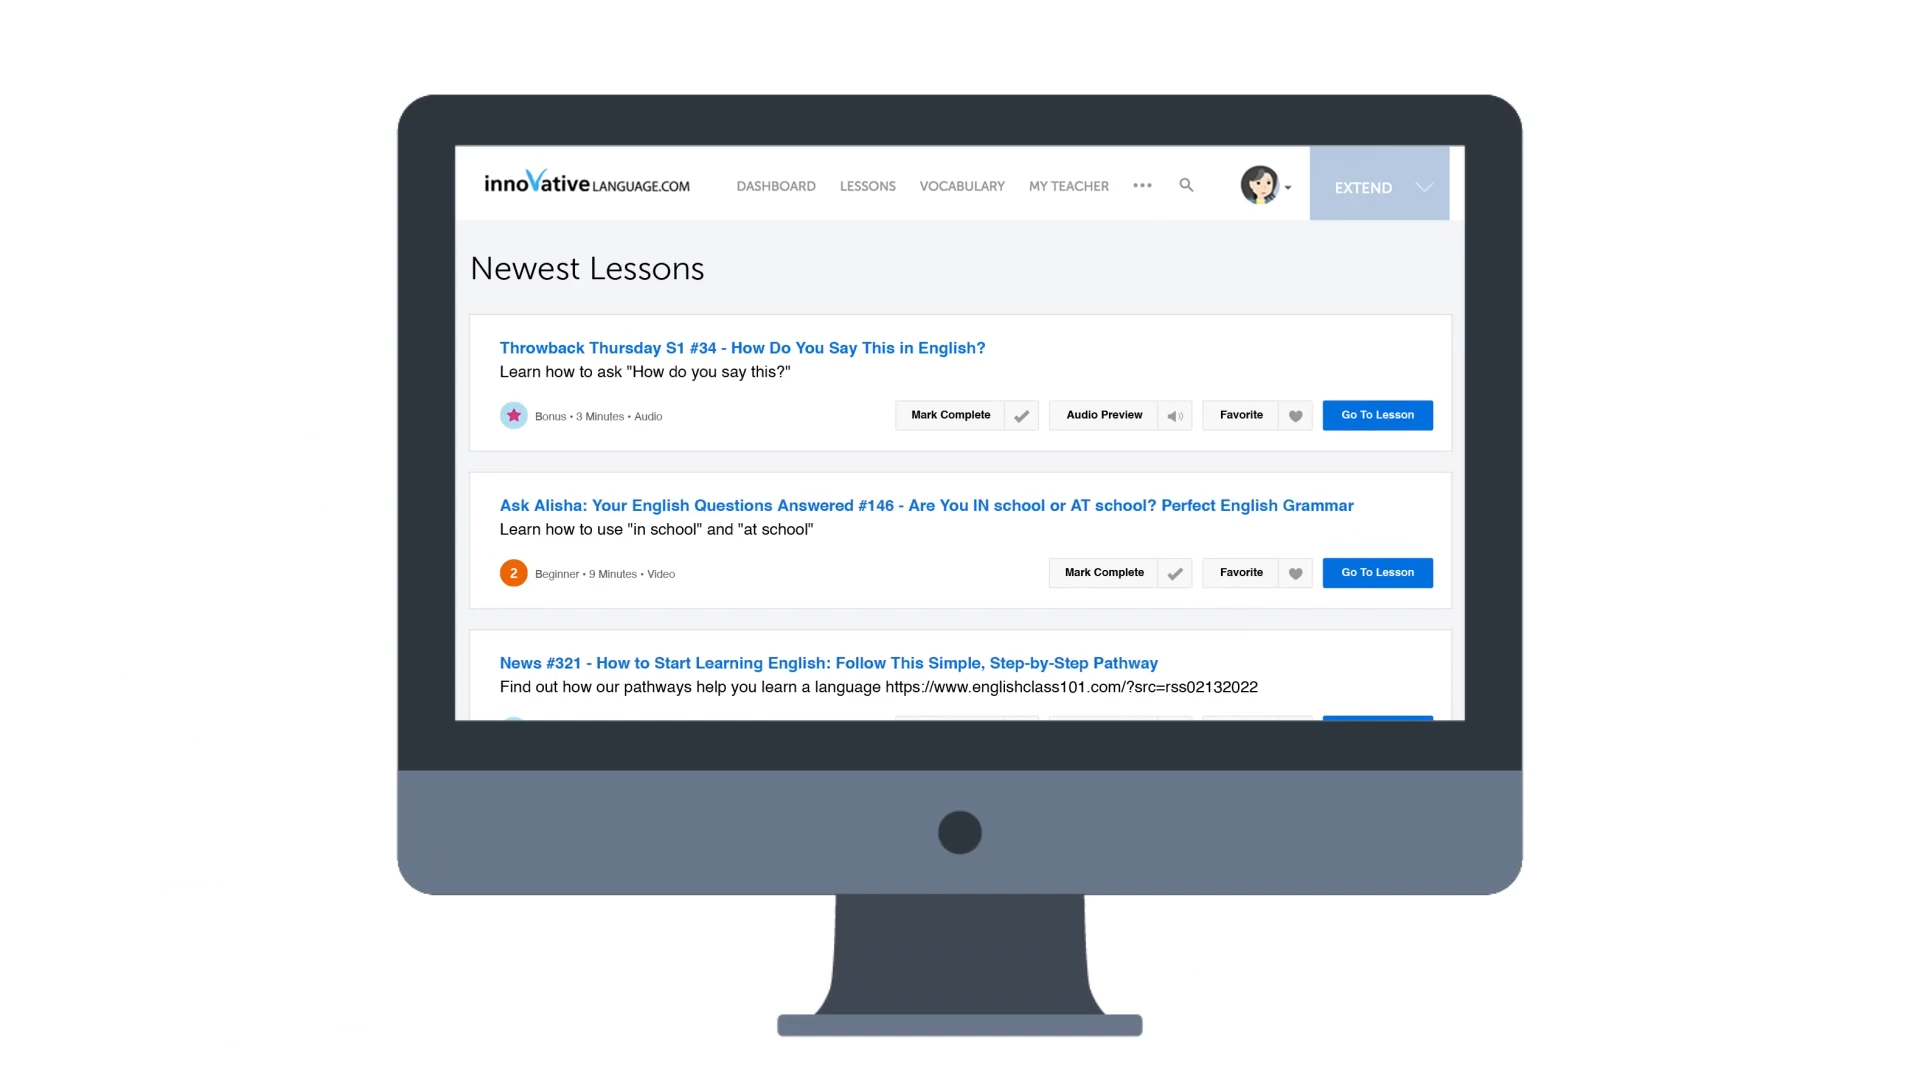 innoVative LANGUAGE.COM
DASHBOARD LESSONS VOCABULARY MY TEACHER ••• EXTEND
Newest Lessons
Throwback Thursday S1 #34 - How Do You Say This in English?
Learn how to ask "How do you say this?"
Bonus • 3 Minutes • Audio
Mark Complete Audio Preview Favorite Go To Lesson
Ask Alisha: Your English Questions Answered #146 - Are You IN school or AT school? Perfect English Grammar
Learn how to use "in school" and "at school"
2 Beginner • 9 Minutes • Video
Mark Complete Favorite Go To Lesson
News #321 - How to Start Learning English: Follow This Simple, Step-by-Step Pathway
Find out how our pathways help you learn a language https://www.englishclass101.com/?src=rss02132022